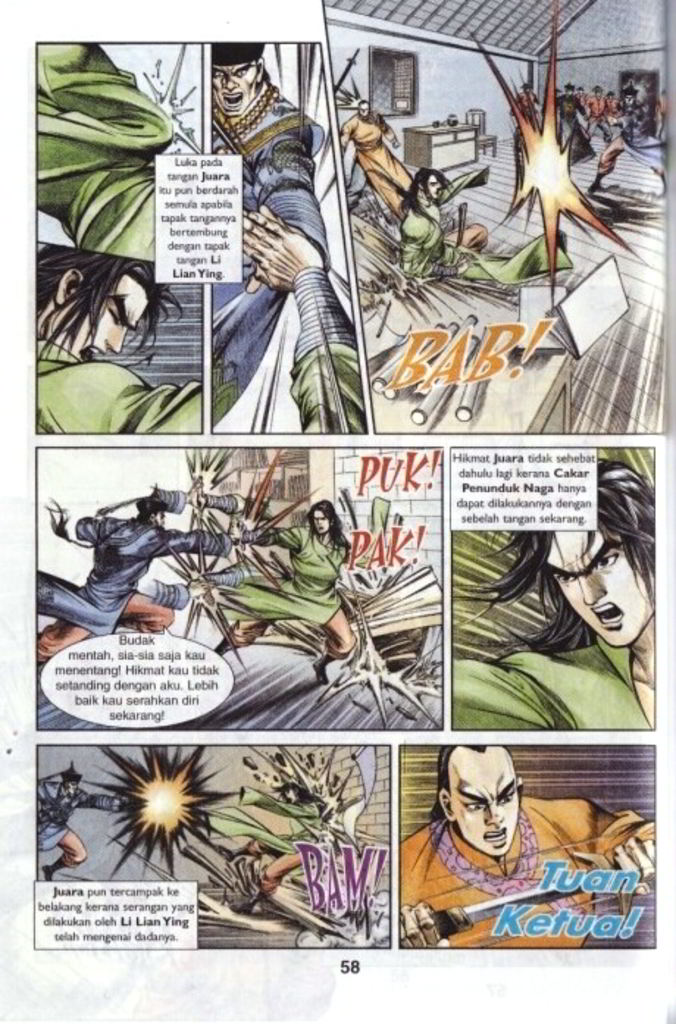 Luka pada
tangan Juara
itu pun berdarah
semula apabila
tapak tangannya
bertembung
dengan tapak
tangan Li
Lian Ying.
BAB!
PUK!
PAK!
Budak
mentah, sia-sia saja kau
menentang! Hikmat kau tidak
setanding dengan aku. Lebih
baik kau serahkan diri
sekarang!
Hikmat Juara tidak sehebat
dahulu lagi kerana Cakar
Penunduk Naga hanya
dapat dilakukan dengan
sebelah tangan sekarang.
Juara pun tercampak ke
belakang kerana serangan yang
dilakukan oleh Li Lian Ying
telah mengenai dadanya.
BAM!
Tuan
Ketua!
58